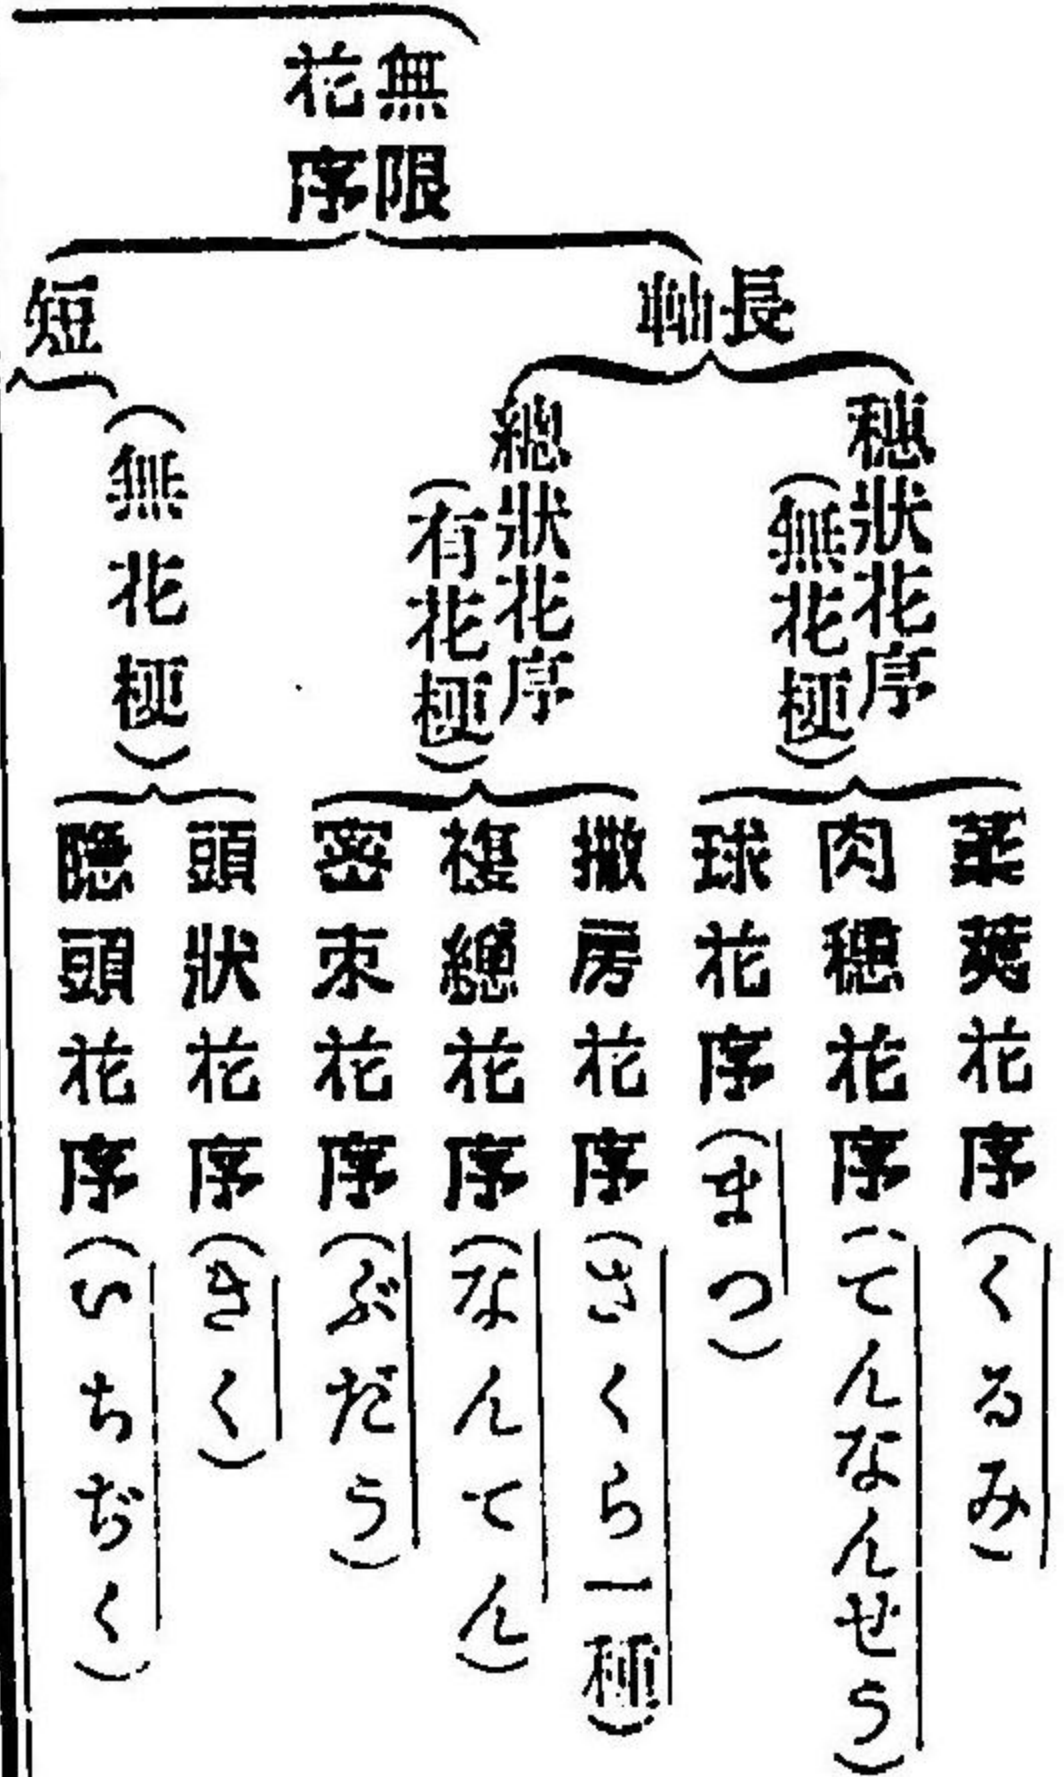 無限
花序
長軸
穗狀花序
(無花梗)
葇荑花序(くるみ)
肉穗花序(てんなんせう)
球花序(まつ)
總狀花序
(有花梗)
撒房花序(さくら一種)
複總花序(なんてん)
密束花序(ぶだう)
短
(無花梗)
頭狀花序(きく)
隱頭花序(いちぢく)